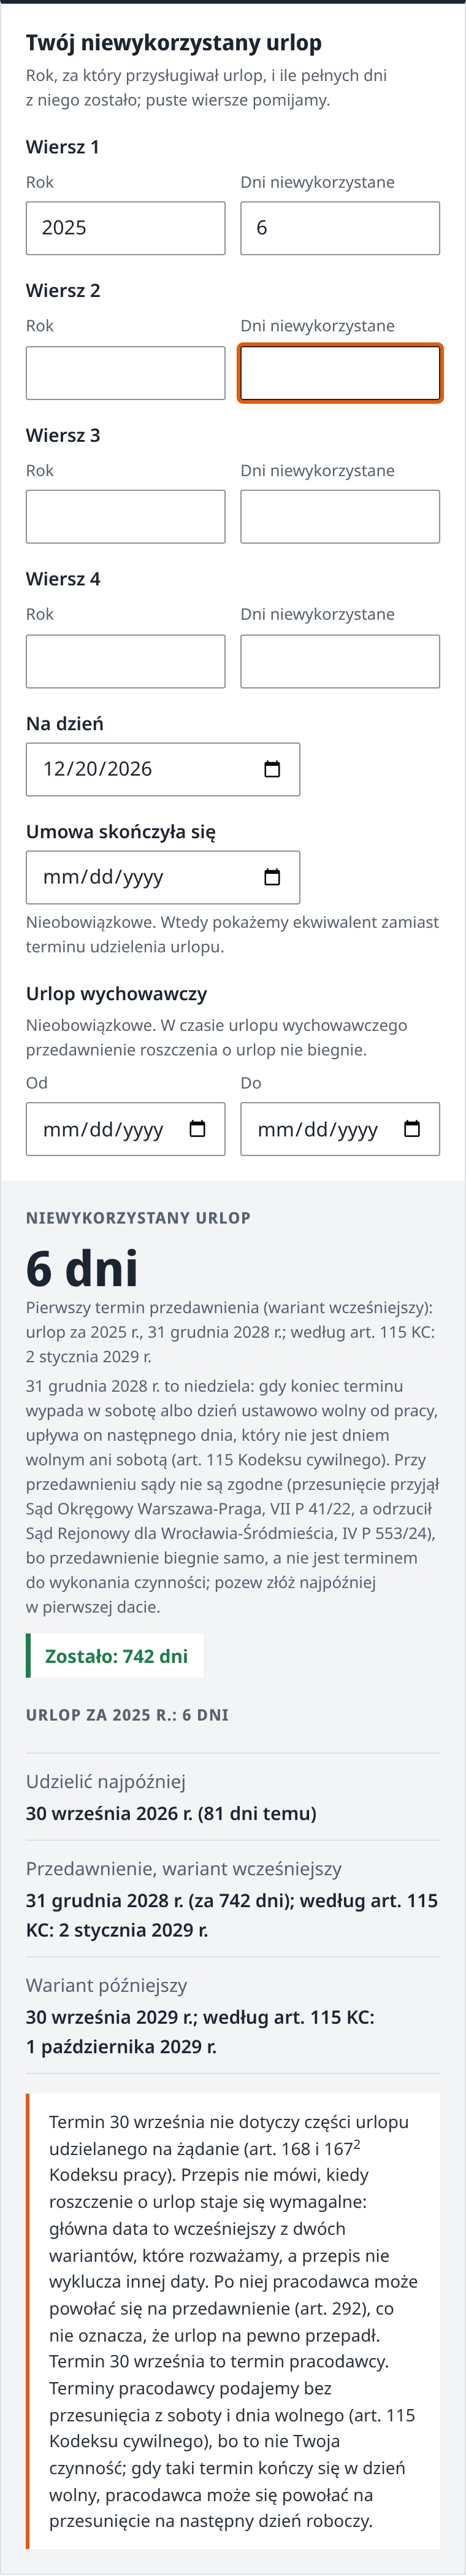 Twój niewykorzystany urlop
Rok, za który przysługiwał urlop, i ile pełnych dni
z niego zostało; puste wiersze pomijamy.
Wiersz 1
Rok
Dni niewykorzystane
2025
6
Wiersz 2
Rok
Dni niewykorzystane
Wiersz 3
Rok
Dni niewykorzystane
Wiersz 4
Rok
Dni niewykorzystane
Na dzień
12/20/2026
Umowa skończyła się
mm/dd/yyyy
Nieobowiązkowe. Wtedy pokażemy ekwiwalent zamiast
terminu udzielenia urlopu.
Urlop wychowawczy
Nieobowiązkowe. W czasie urlopu wychowawczego
przedawnienie roszczenia o urlop nie biegnie.
Od
Do
mm/dd/yyyy
mm/dd/yyyy
NIEWYKORZYSTANY URLOP
6 dni
Pierwszy termin przedawnienia (wariant wcześniejszy):
urlop za 2025 r., 31 grudnia 2028 r.; według art. 115 KC:
2 stycznia 2029 r.
31 grudnia 2028 r. to niedziela: gdy koniec terminu
wypada w sobotę albo dzień ustawowo wolny od pracy,
upływa on następnego dnia, który nie jest dniem
wolnym ani sobotą (art. 115 Kodeksu cywilnego). Przy
przedawnieniu sądy nie są zgodne (przesunięcie przyjął
Sąd Okręgowy Warszawa-Praga, VII P 41/22, a odrzucił
Sąd Rejonowy dla Wrocławia-Śródmieścia, IV P 553/24),
bo przedawnienie biegnie samo, a nie jest terminem
do wykonania czynności; pozew złóż najpóźniej
w pierwszej dacie.
Zostało: 742 dni
URLOP ZA 2025 R.: 6 DNI
Udzielić najpóźniej
30 września 2026 r. (81 dni temu)
Przedawnienie, wariant wcześniejszy
31 grudnia 2028 r. (za 742 dni); według art. 115
KC: 2 stycznia 2029 r.
Wariant późniejszy
30 września 2029 r.; według art. 115 KC:
1 października 2029 r.
Termin 30 września nie dotyczy części urlopu
udzielanego na żądanie (art. 168 i 167²
Kodeksu pracy). Przepis nie mówi, kiedy
roszczenie o urlop staje się wymagalne:
główna data to wcześniejszy z dwóch
wariantów, które rozważamy, a przepis nie
wyklucza innej daty. Po niej pracodawca może
powołać się na przedawnienie (art. 292), co
nie oznacza, że urlop na pewno przepadł.
Termin 30 września to termin pracodawcy.
Terminy pracodawcy podajemy bez
przesunięcia z soboty i dnia wolnego (art. 115
Kodeksu cywilnego), bo to nie Twoja
czynność; gdy taki termin kończy się w dzień
wolny, pracodawca może się powołać na
przesunięcie na następny dzień roboczy.